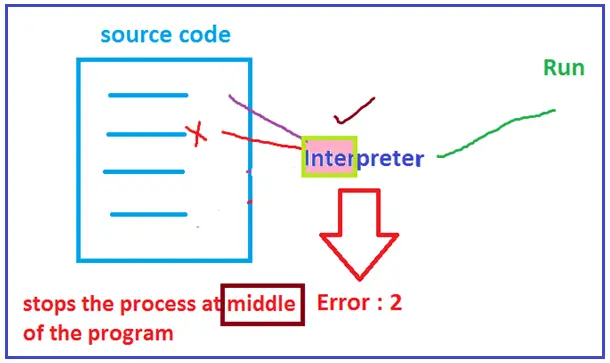 source code
Run
Interpreter
stops the process at middle
of the program
Error : 2